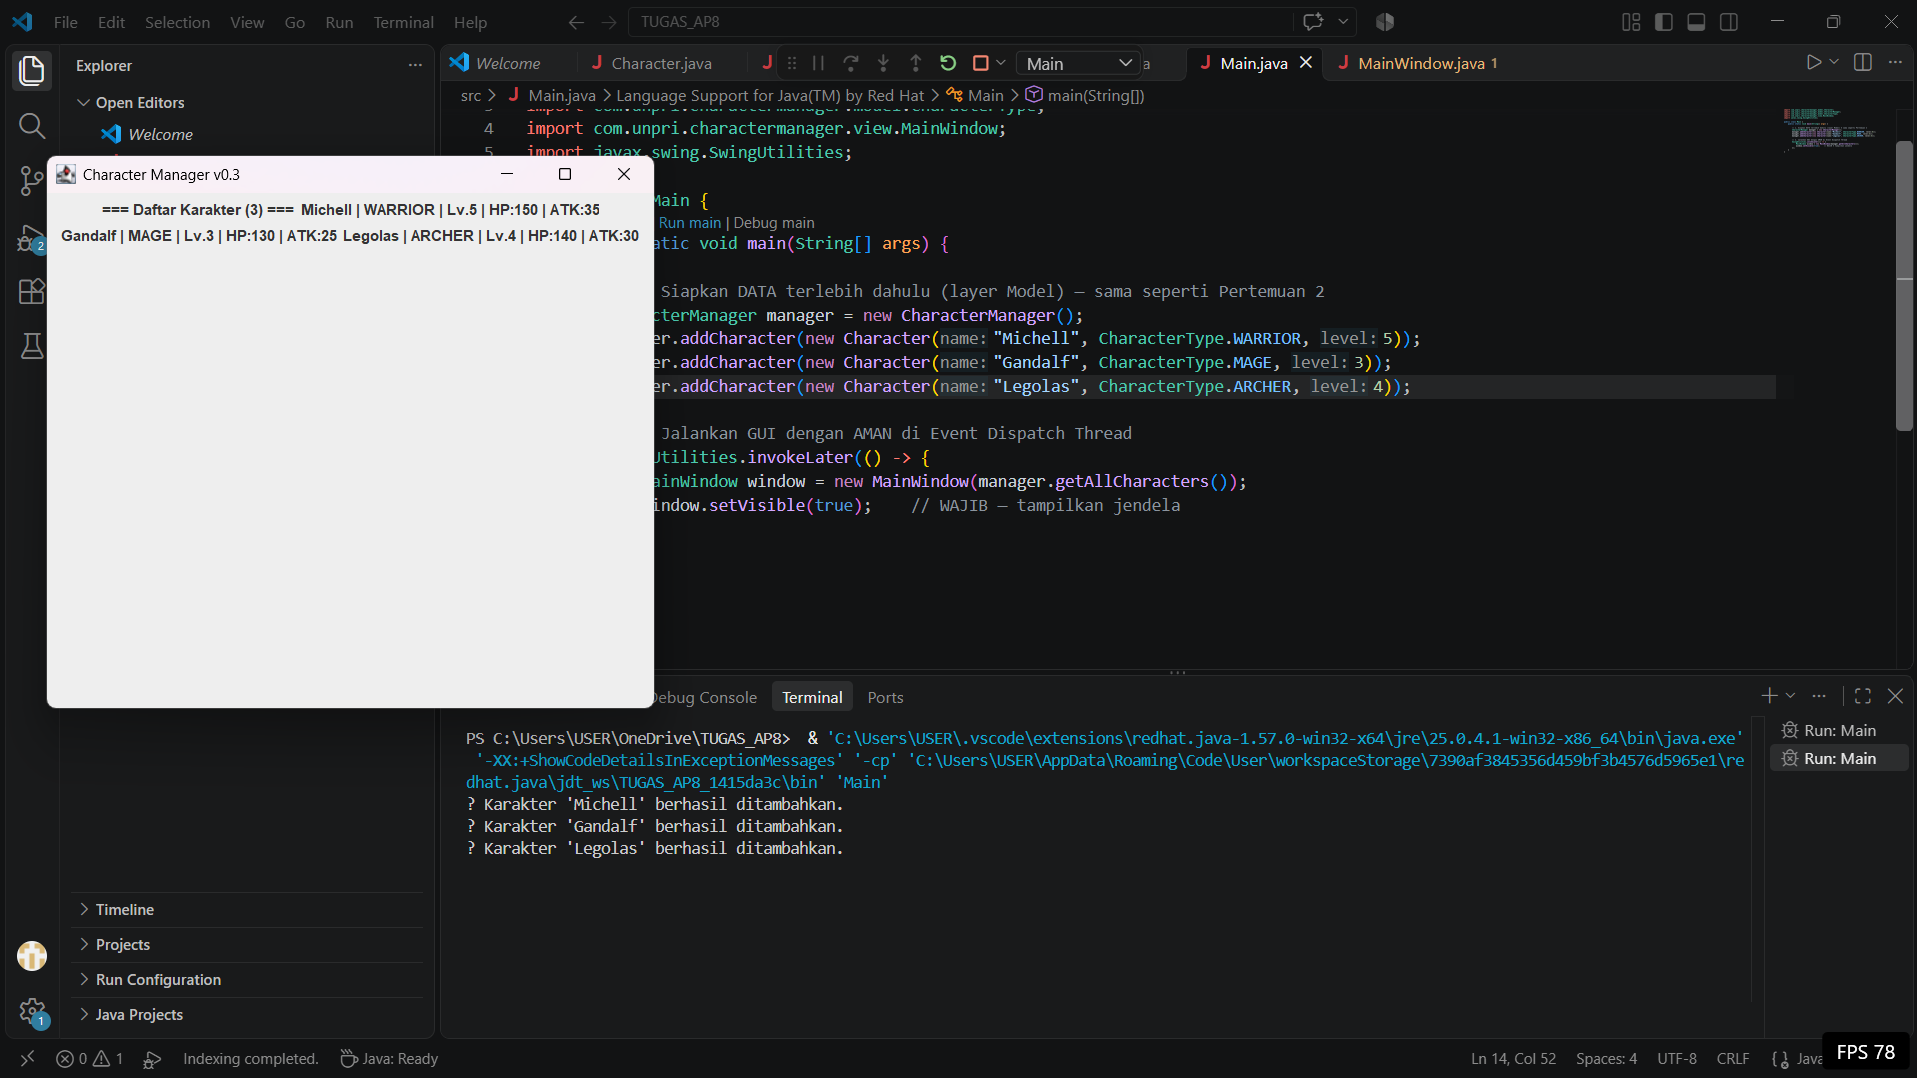 File Edit Selection View Go Run Terminal Help
TUGAS_AP8
Explorer
Open Editors
Welcome
Timeline
Projects
Run Configuration
Java Projects
Welcome
Character.java
Main
a
Main.java
MainWindow.java 1
src > Main.java > Language Support for Java(TM) by Red Hat > Main > main(String[])
4 import com.unpri.charactermanager.view.MainWindow;
5 import javax.swing.SwingUtilities;
Main {
Run main | Debug main
atic void main(String[] args) {
Siapkan DATA terlebih dahulu (layer Model) — sama seperti Pertemuan 2
cterManager manager = new CharacterManager();
er.addCharacter(new Character(name: "Michell", CharacterType.WARRIOR, level: 5));
er.addCharacter(new Character(name: "Gandalf", CharacterType.MAGE, level: 3));
er.addCharacter(new Character(name: "Legolas", CharacterType.ARCHER, level: 4));
Jalankan GUI dengan AMAN di Event Dispatch Thread
Utilities.invokeLater(() -> {
ainWindow window = new MainWindow(manager.getAllCharacters());
indow.setVisible(true); // WAJIB — tampilkan jendela
Character Manager v0.3
=== Daftar Karakter (3) === Michell | WARRIOR | Lv.5 | HP:150 | ATK:35
Gandalf | MAGE | Lv.3 | HP:130 | ATK:25 Legolas | ARCHER | Lv.4 | HP:140 | ATK:30
Debug Console Terminal Ports
PS C:\Users\USER\OneDrive\TUGAS_AP8> & 'C:\Users\USER\.vscode\extensions\redhat.java-1.57.0-win32-x64\jre\25.0.4.1-win32-x86_64\bin\java.exe'
'-XX:+ShowCodeDetailsInExceptionMessages' '-cp' 'C:\Users\USER\AppData\Roaming\Code\User\workspaceStorage\7390af3845356d459bf3b4576d5965e1\re
dhat.java\jdt_ws\TUGAS_AP8_1415da3c\bin' 'Main'
? Karakter 'Michell' berhasil ditambahkan.
? Karakter 'Gandalf' berhasil ditambahkan.
? Karakter 'Legolas' berhasil ditambahkan.
Run: Main
Run: Main
2
1
0 1 Indexing completed. Java: Ready
Ln 14, Col 52 Spaces: 4 UTF-8 CRLF Java
FPS 78